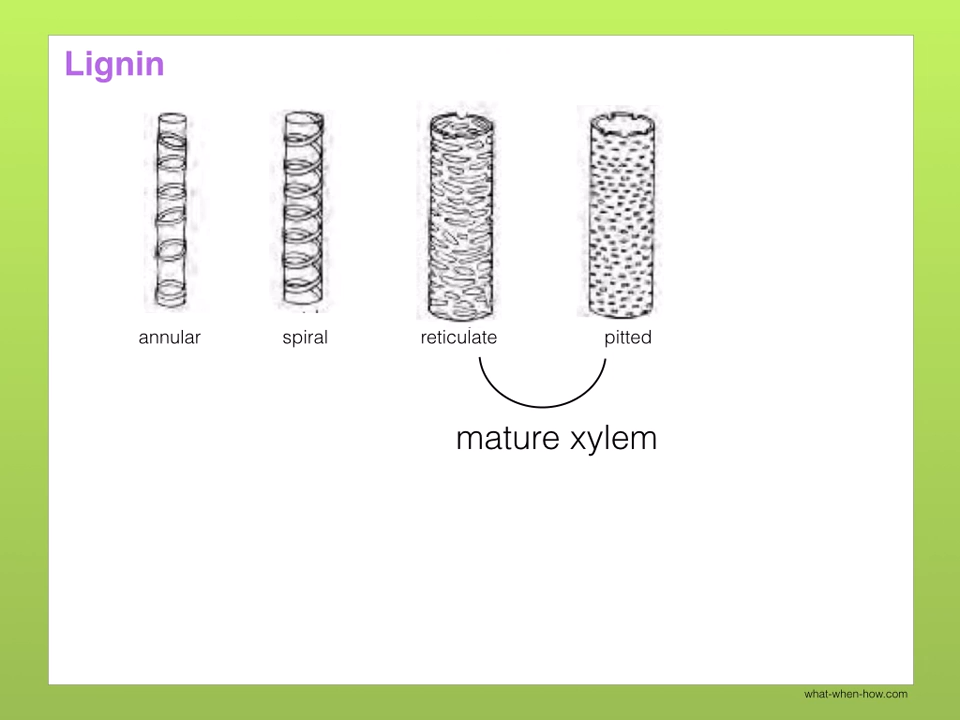 Lignin
annular
spiral
reticulate
pitted
mature xylem
what-when-how.com